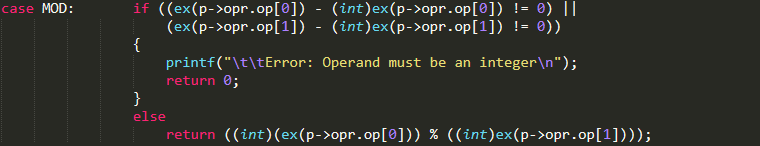 case MOD: if ((ex(p->opr.op[0]) - (int)ex(p->opr.op[0]) != 0) ||
(ex(p->opr.op[1]) - (int)ex(p->opr.op[1]) != 0))
{
printf("\t\tError: Operand must be an integer\n");
return 0;
}
else
return ((int)(ex(p->opr.op[0])) % ((int)ex(p->opr.op[1])));